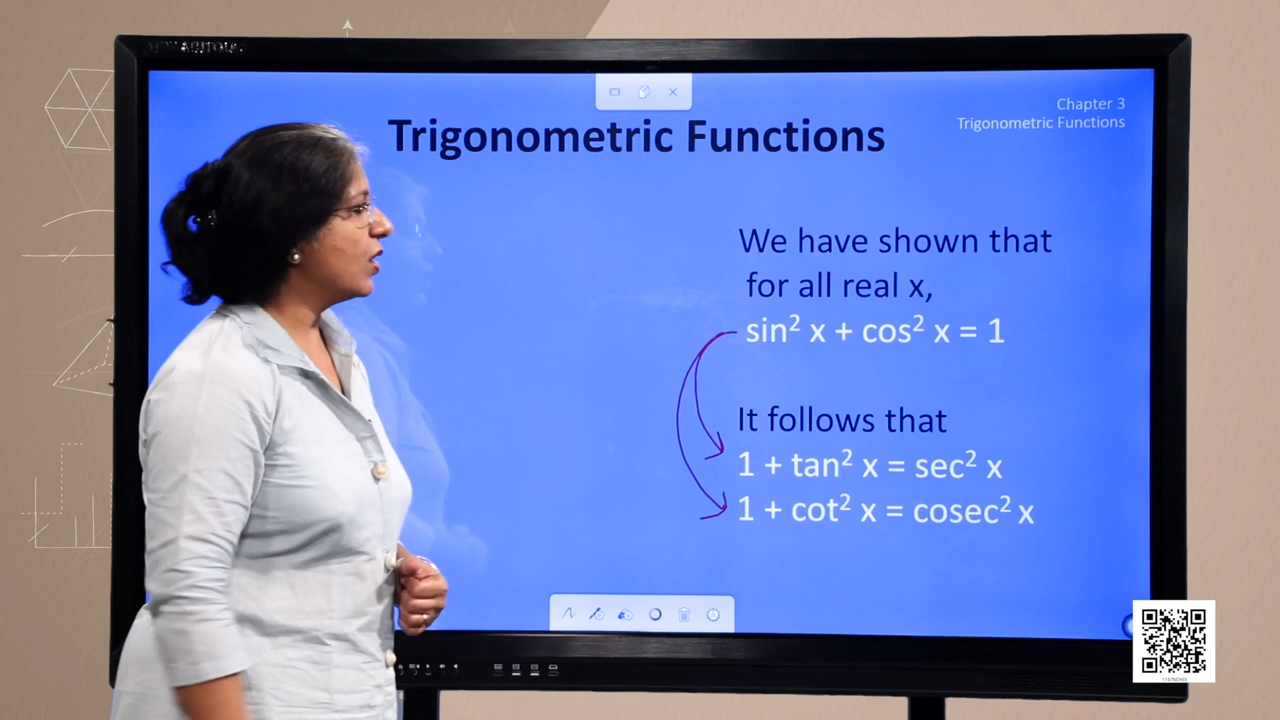 Trigonometric Functions
Chapter 3
Trigonometric Functions
We have shown that
for all real x,
sin² x + cos² x = 1
It follows that
1 + tan² x = sec² x
1 + cot² x = cosec² x